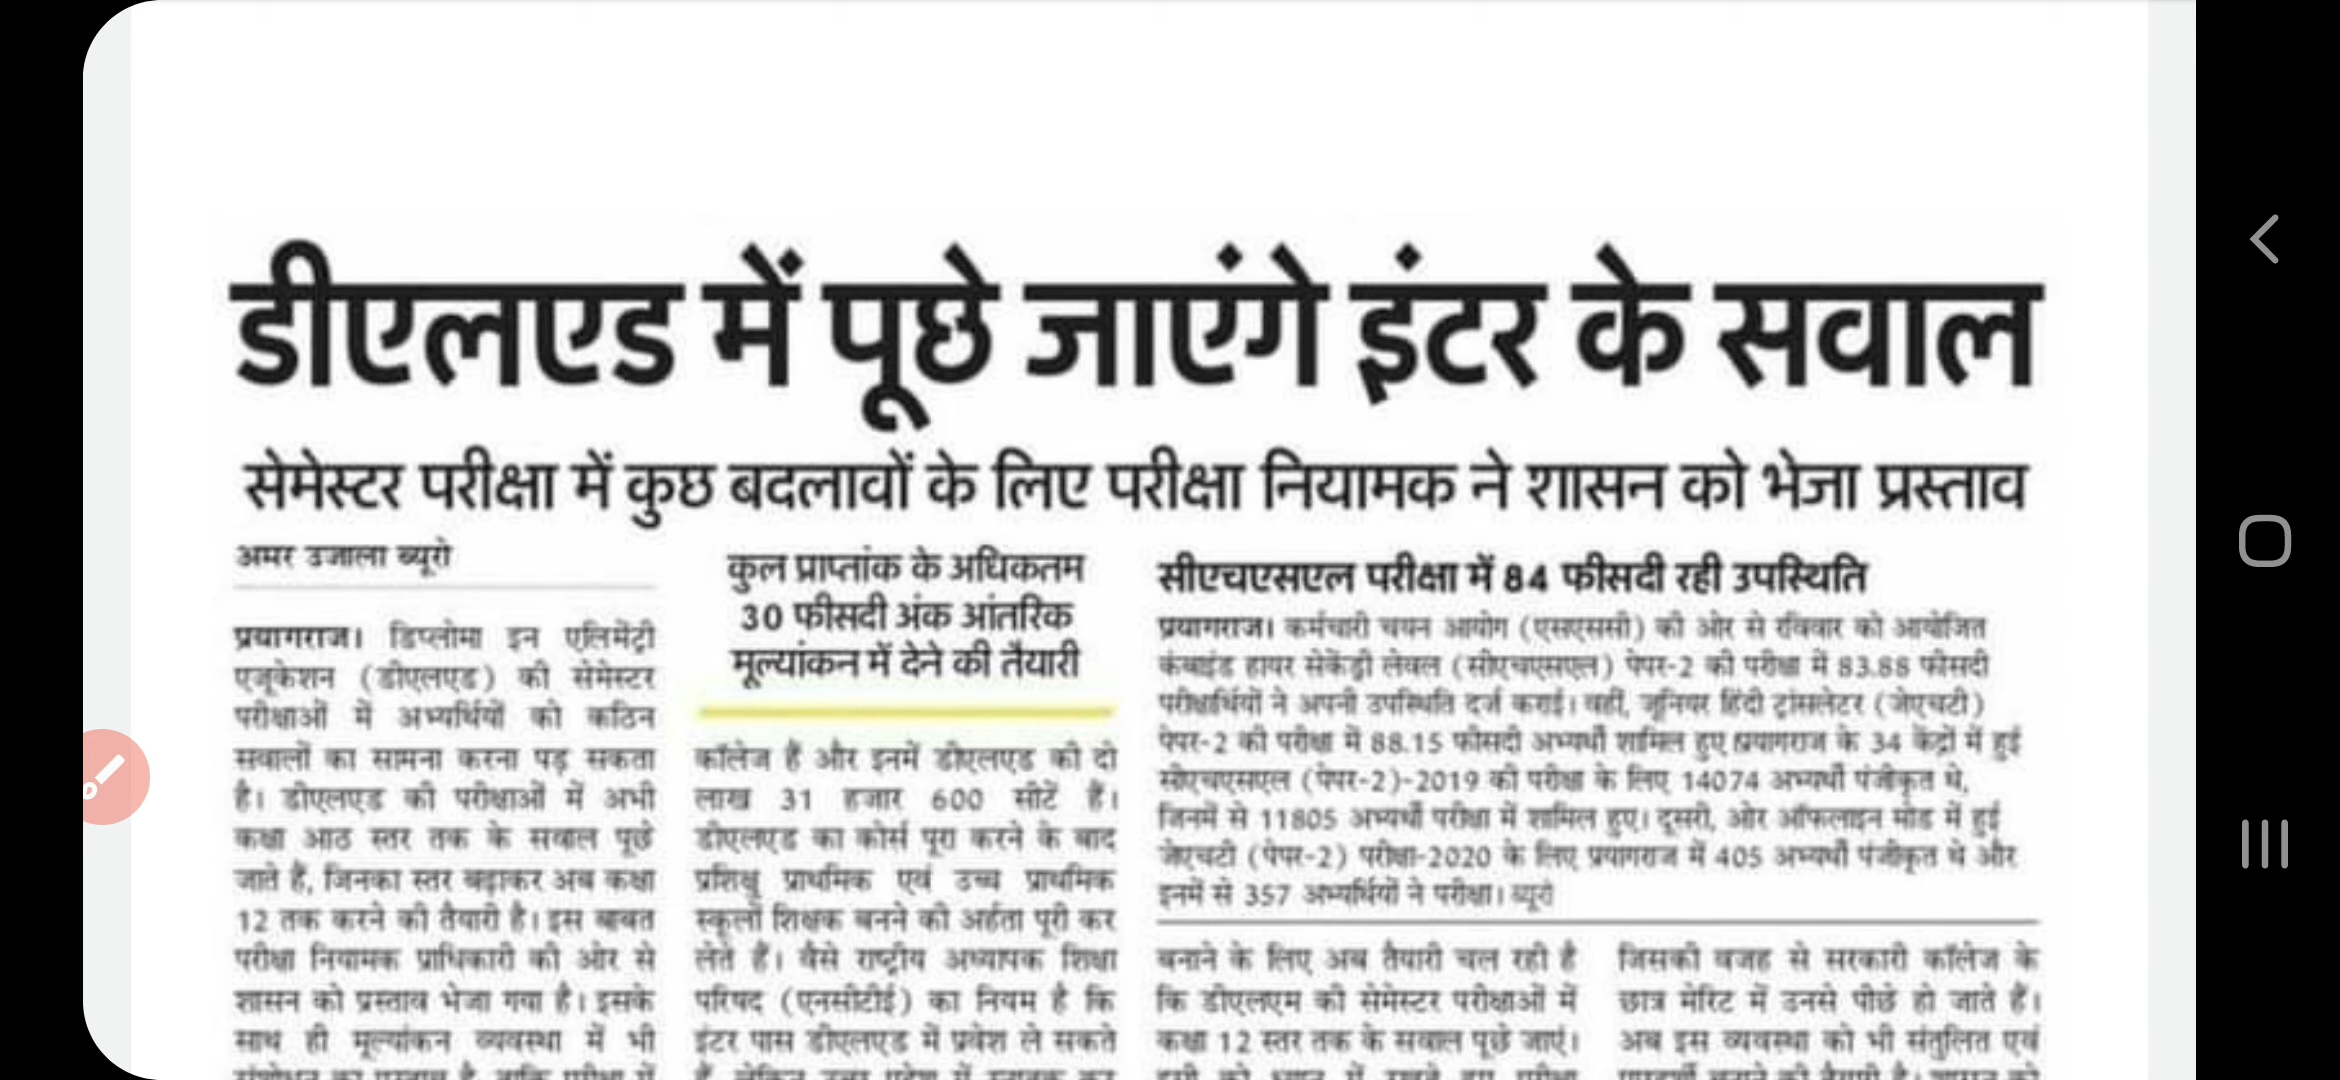 डीएलएड में पूछे जाएंगे इंटर के सवाल
सेमेस्टर परीक्षा में कुछ बदलावों के लिए परीक्षा नियामक ने शासन को भेजा प्रस्ताव
अमर उजाला ब्यूरो
प्रयागराज। डिप्लोमा इन एलिमेंट्री
एजूकेशन (डीएलएड) की सेमेस्टर
परीक्षाओं में अभ्यर्थियों को कठिन
सवालों का सामना करना पड़ सकता
है। डीएलएड की परीक्षाओं में अभी
कक्षा आठ स्तर तक के सवाल पूछे
जाते हैं, जिनका स्तर बढ़ाकर अब कक्षा
12 तक करने की तैयारी है। इस बाबत
परीक्षा नियामक प्राधिकारी की ओर से
शासन को प्रस्ताव भेजा गया है। इसके
साथ ही मूल्यांकन व्यवस्था में भी
कुल प्राप्तांक के अधिकतम
30 फीसदी अंक आंतरिक
मूल्यांकन में देने की तैयारी
कॉलेज हैं और इनमें डीएलएड की दो
लाख 31 हजार 600 सीटें हैं।
डीएलएड का कोर्स पूरा करने के बाद
प्रशिक्षु प्राथमिक एवं उच्च प्राथमिक
स्कूलों शिक्षक बनने की अर्हता पूरी कर
लेते हैं। वैसे राष्ट्रीय अध्यापक शिक्षा
परिषद (एनसीटीई) का नियम है कि
इंटर पास डीएलएड में प्रवेश ले सकते
सीएचएसएल परीक्षा में 84 फीसदी रही उपस्थिति
प्रयागराज। कर्मचारी चयन आयोग (एसएससी) की ओर से रविवार को आयोजित
कंबाइंड हायर सेकेंड्री लेवल (सीएचएसएल) पेपर-2 की परीक्षा में 83.88 फीसदी
परीक्षार्थियों ने अपनी उपस्थिति दर्ज कराई। वहीं, जूनियर हिंदी ट्रांसलेटर (जेएचटी)
पेपर-2 की परीक्षा में 88.15 फीसदी अभ्यर्थी शामिल हुए।प्रयागराज के 34 केंद्रों में हुई
सीएचएसएल (पेपर-2)-2019 की परीक्षा के लिए 14074 अभ्यर्थी पंजीकृत थे,
जिनमें से 11805 अभ्यर्थी परीक्षा में शामिल हुए। दूसरी, ओर ऑफलाइन मोड में हुई
जेएचटी (पेपर-2) परीक्षा-2020 के लिए प्रयागराज में 405 अभ्यर्थी पंजीकृत थे और
इनमें से 357 अभ्यर्थियों ने परीक्षा। ब्यूरो
बनाने के लिए अब तैयारी चल रही है
कि डीएलएम की सेमेस्टर परीक्षाओं में
कक्षा 12 स्तर तक के सवाल पूछे जाएं।
जिसकी वजह से सरकारी कॉलेज के
छात्र मेरिट में उनसे पीछे हो जाते हैं।
अब इस व्यवस्था को भी संतुलित एवं